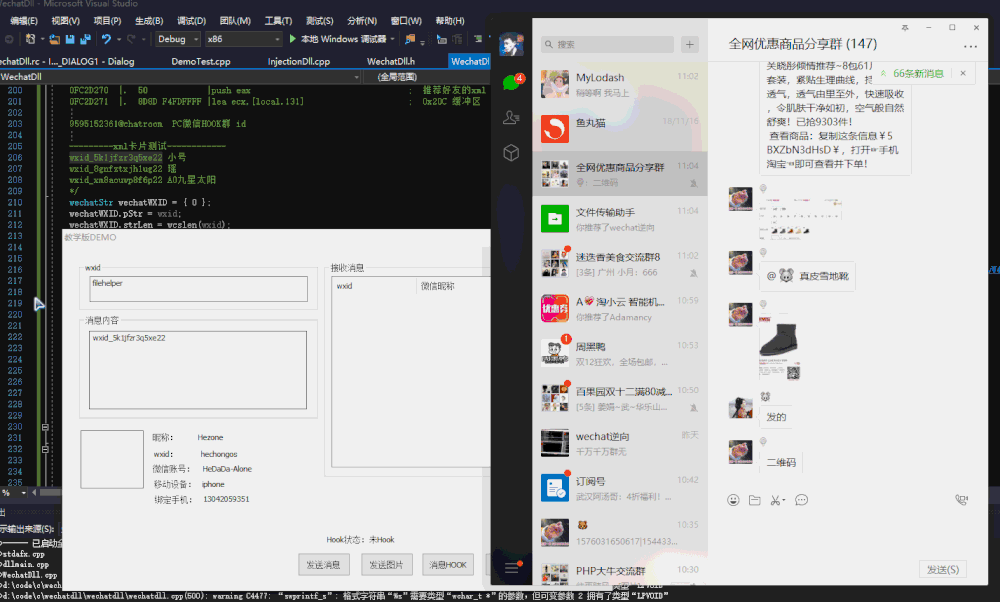 WechatDll - Microsoft Visual Studio
编辑(E) 视图(V) 项目(P) 生成(B) 调试(D) 团队(M) 工具(T) 测试(S) 分析(N) 窗口(W) 帮助(H)
Debug x86 本地 Windows 调试器
echatDll.rc - I..._DIALOG1 - Dialog DemoTest.cpp InjectionDll.cpp WechatDll.h WechatDl
WechatDll (全局范围)
200 0FC2D270 |. 50 |push eax ; 推荐好友的xml
201 0FC2D271 |. 8D8D F4FDFFFF |lea ecx,[local.131] ; 0x20C 缓冲区
202
203 9595152361@chatroom PC微信HOOK群 id
204
205 ---------xml卡片测试------------
206 wxid_5k1jfzr3q5xe22 小号
207 wxid_8gnfxtxjh1ug22 瑶
208 wxid_xm8aouwp8f6p22 A0九星太阳
209 */
210 wechatStr wechatWXID = { 0 };
211 wechatWXID.pStr = wxid;
212 wechatWXID.strLen = wcslen(wxid);
213
214
215
216
217
218
219
220
221
222
223
224
225
226
227
228
229
230
231
232
233
234
235
教学版DEMO
wxid
filehelper
消息内容
wxid_5k1jfzr3q5xe22
接收消息
wxid 微信昵称
昵称: Hezone
wxid: hechongos
微信账号: HeDaDa-Alone
移动设备: iphone
绑定手机: 13042059351
Hook状态: 未Hook
发送消息 发送图片 消息HOOK
%
示输出来源(S):
已启动全
>stdafx.cpp
>dllmain.cpp
>WechatDll.cpp
>d:\code\c\wechatdll\wechatdll\wechatdll.cpp(500): warning C4477: “swprintf_s”: 格式字符串“%s”需要类型“wchar_t *”的参数，但可变参数 2 拥有了类型“LPVOID”
4
搜索
MyLodash 11:02
稍等啊 我马上
鱼丸猫 18/11/16
全网优惠商品分享群 11:04
: 二维码
文件传输助手 11:04
你推荐了wechat逆向
迷迭香美食交流群8 11:02
[3条] 广州 小月: 666
A 淘小云 智能机... 10:59
你推荐了Adamancy
1
周黑鸭 10:53
双12狂欢，全场包邮、...
百果园双十二满80减... 10:50
wechat逆向 昨天
千万千万群无
订阅号 10:42
武汉阿汤哥: 4折福利! ...
10:35
1576031650617|154433...
PHP大牛交流群 10:30
全网优惠商品分享群 (147)
66条新消息
关晓彤倾情推荐~8包61
套装，紧贴生理曲线，
透气，透气由里至外，快速吸收
，令肌肤干净如初，空气般自然
舒爽！已抢9303件!
查看商品：复制这条信息￥5
BXZbN3dHsD￥，打开手机
淘宝即可查看并下单！
@ 真皮雪地靴
发的
二维码
发送(S)